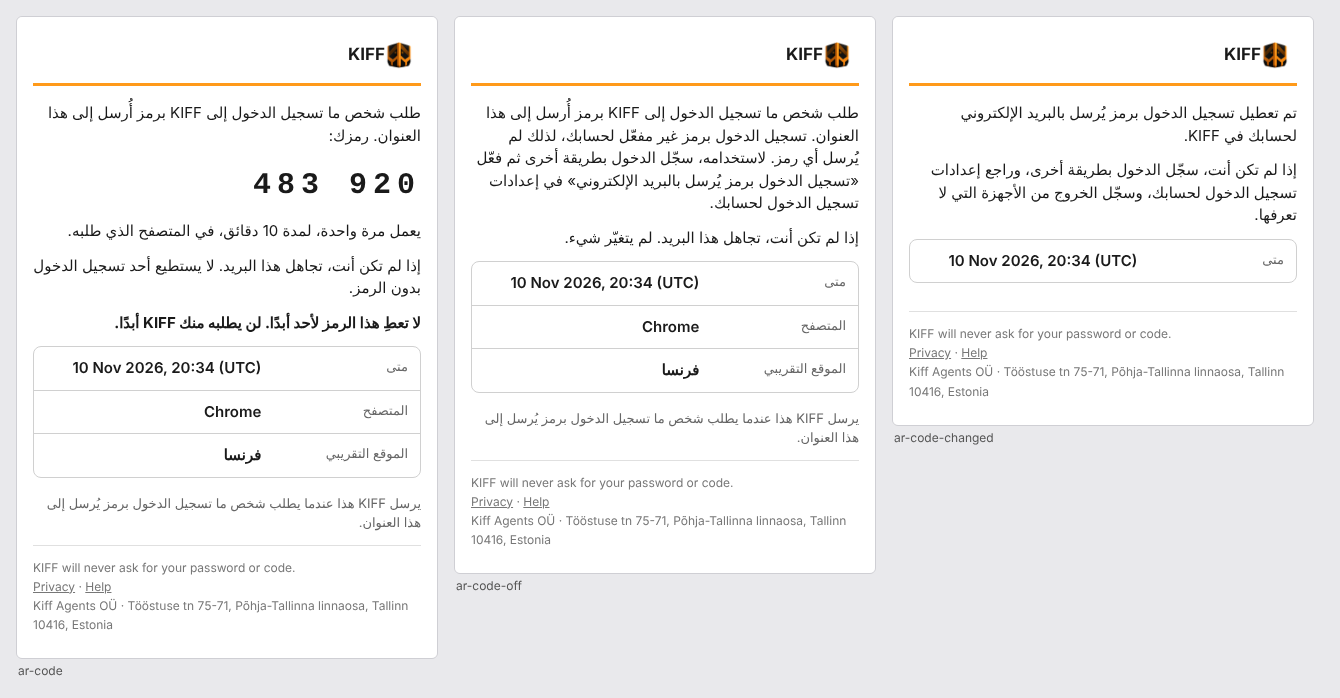 KIFF
طلب شخص ما تسجيل الدخول إلى KIFF برمز أُرسل إلى هذا
العنوان. رمزك:
483 920
يعمل مرة واحدة، لمدة 10 دقائق، في المتصفح الذي طلبه.
إذا لم تكن أنت، تجاهل هذا البريد. لا يستطيع أحد تسجيل الدخول
بدون الرمز.
لا تعطِ هذا الرمز لأحد أبدًا. لن يطلبه منك KIFF أبدًا.
متى 10 Nov 2026, 20:34 (UTC)
المتصفح Chrome
الموقع التقريبي فرنسا
يرسل KIFF هذا عندما يطلب شخص ما تسجيل الدخول برمز يُرسل إلى
هذا العنوان.
KIFF will never ask for your password or code.
Privacy · Help
Kiff Agents OÜ · Tööstuse tn 75-71, Põhja-Tallinna linnaosa, Tallinn
10416, Estonia
ar-code
KIFF
طلب شخص ما تسجيل الدخول إلى KIFF برمز أُرسل إلى هذا
العنوان. تسجيل الدخول برمز غير مفعّل لحسابك، لذلك لم
يُرسل أي رمز. لاستخدامه، سجّل الدخول بطريقة أخرى ثم فعّل
«تسجيل الدخول برمز يُرسل بالبريد الإلكتروني» في إعدادات
تسجيل الدخول لحسابك.
إذا لم تكن أنت، تجاهل هذا البريد. لم يتغيّر شيء.
متى 10 Nov 2026, 20:34 (UTC)
المتصفح Chrome
الموقع التقريبي فرنسا
يرسل KIFF هذا عندما يطلب شخص ما تسجيل الدخول برمز يُرسل إلى
هذا العنوان.
KIFF will never ask for your password or code.
Privacy · Help
Kiff Agents OÜ · Tööstuse tn 75-71, Põhja-Tallinna linnaosa, Tallinn
10416, Estonia
ar-code-off
KIFF
تم تعطيل تسجيل الدخول برمز يُرسل بالبريد الإلكتروني
لحسابك في KIFF.
إذا لم تكن أنت، سجّل الدخول بطريقة أخرى، وراجع إعدادات
تسجيل الدخول لحسابك، وسجّل الخروج من الأجهزة التي لا
تعرفها.
متى 10 Nov 2026, 20:34 (UTC)
KIFF will never ask for your password or code.
Privacy · Help
Kiff Agents OÜ · Tööstuse tn 75-71, Põhja-Tallinna linnaosa, Tallinn
10416, Estonia
ar-code-changed